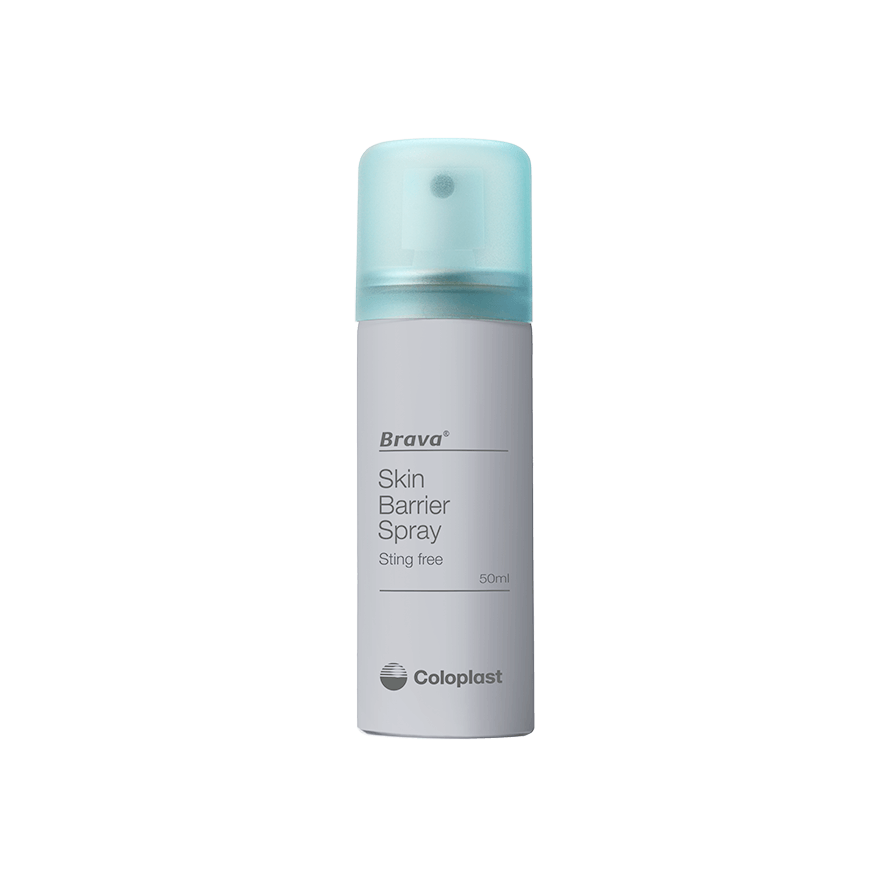 Brava®
Skin
Barrier
Spray
Sting free
50ml
Coloplast